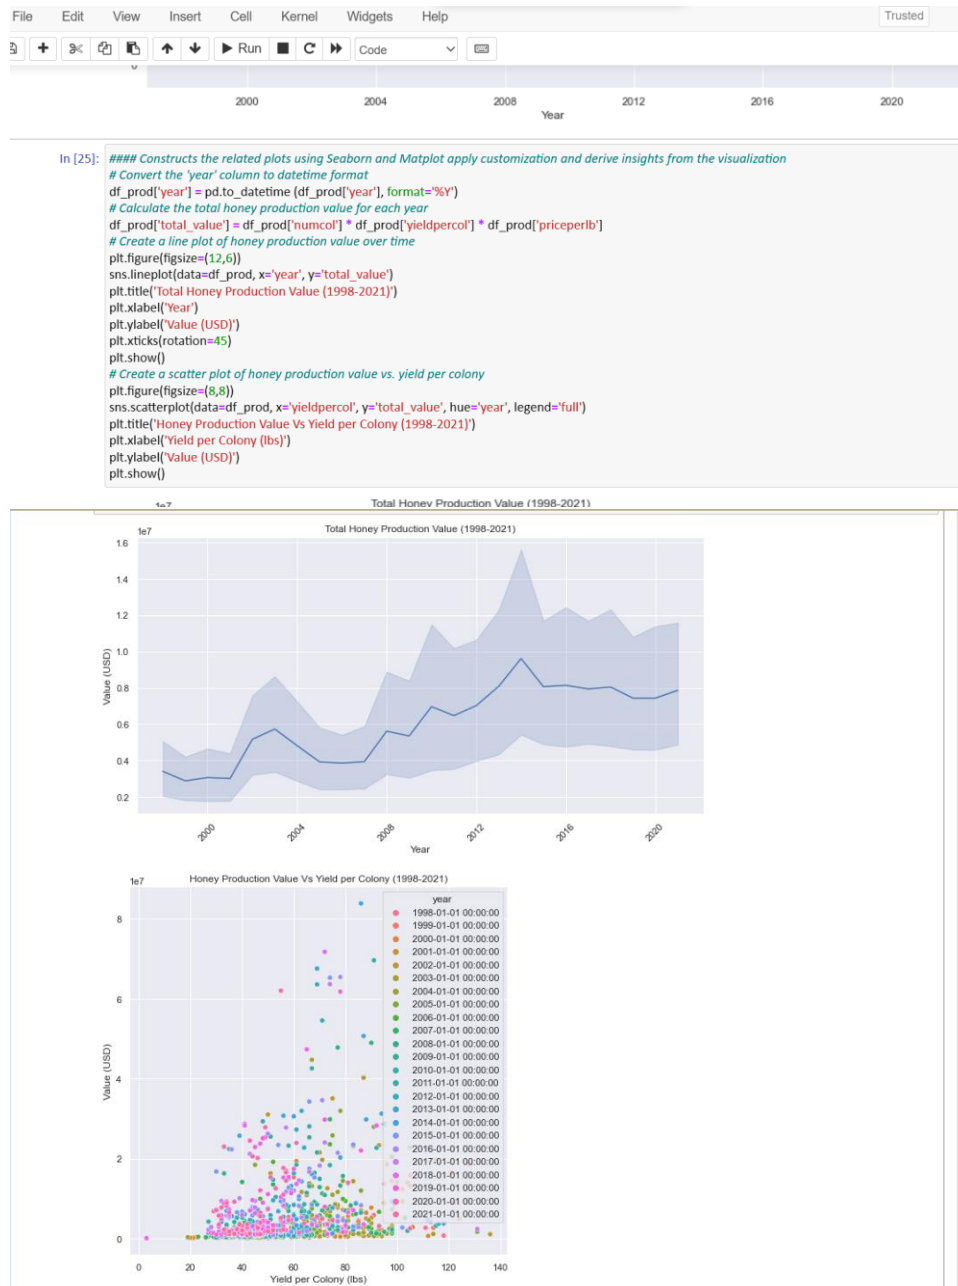 File Edit View Insert Cell Kernel Widgets Help Trusted
Run Code
0
2000 2004 2008 2012 2016 2020
Year
In [25]: #### Constructs the related plots using Seaborn and Matplot apply customization and derive insights from the visualization
# Convert the 'year' column to datetime format
df_prod['year'] = pd.to_datetime (df_prod['year'], format='%Y')
# Calculate the total honey production value for each year
df_prod['total_value'] = df_prod['numcol'] * df_prod['yieldpercol'] * df_prod['priceperlb']
# Create a line plot of honey production value over time
plt.figure(figsize=(12,6))
sns.lineplot(data=df_prod, x='year', y='total_value')
plt.title('Total Honey Production Value (1998-2021)')
plt.xlabel('Year')
plt.ylabel('Value (USD)')
plt.xticks(rotation=45)
plt.show()
# Create a scatter plot of honey production value vs. yield per colony
plt.figure(figsize=(8,8))
sns.scatterplot(data=df_prod, x='yieldpercol', y='total_value', hue='year', legend='full')
plt.title('Honey Production Value Vs Yield per Colony (1998-2021)')
plt.xlabel('Yield per Colony (lbs)')
plt.ylabel('Value (USD)')
plt.show()
1e7 Total Honey Production Value (1998-2021)
1e7 Total Honey Production Value (1998-2021)
1.6
1.4
1.2
1.0
0.8
0.6
0.4
0.2
Value (USD)
2000 2004 2008 2012 2016 2020
Year
1e7 Honey Production Value Vs Yield per Colony (1998-2021)
8
6
4
2
0
Value (USD)
year
1998-01-01 00:00:00
1999-01-01 00:00:00
2000-01-01 00:00:00
2001-01-01 00:00:00
2002-01-01 00:00:00
2003-01-01 00:00:00
2004-01-01 00:00:00
2005-01-01 00:00:00
2006-01-01 00:00:00
2007-01-01 00:00:00
2008-01-01 00:00:00
2009-01-01 00:00:00
2010-01-01 00:00:00
2011-01-01 00:00:00
2012-01-01 00:00:00
2013-01-01 00:00:00
2014-01-01 00:00:00
2015-01-01 00:00:00
2016-01-01 00:00:00
2017-01-01 00:00:00
2018-01-01 00:00:00
2019-01-01 00:00:00
2020-01-01 00:00:00
2021-01-01 00:00:00
0 20 40 60 80 100 120 140
Yield per Colony (lbs)